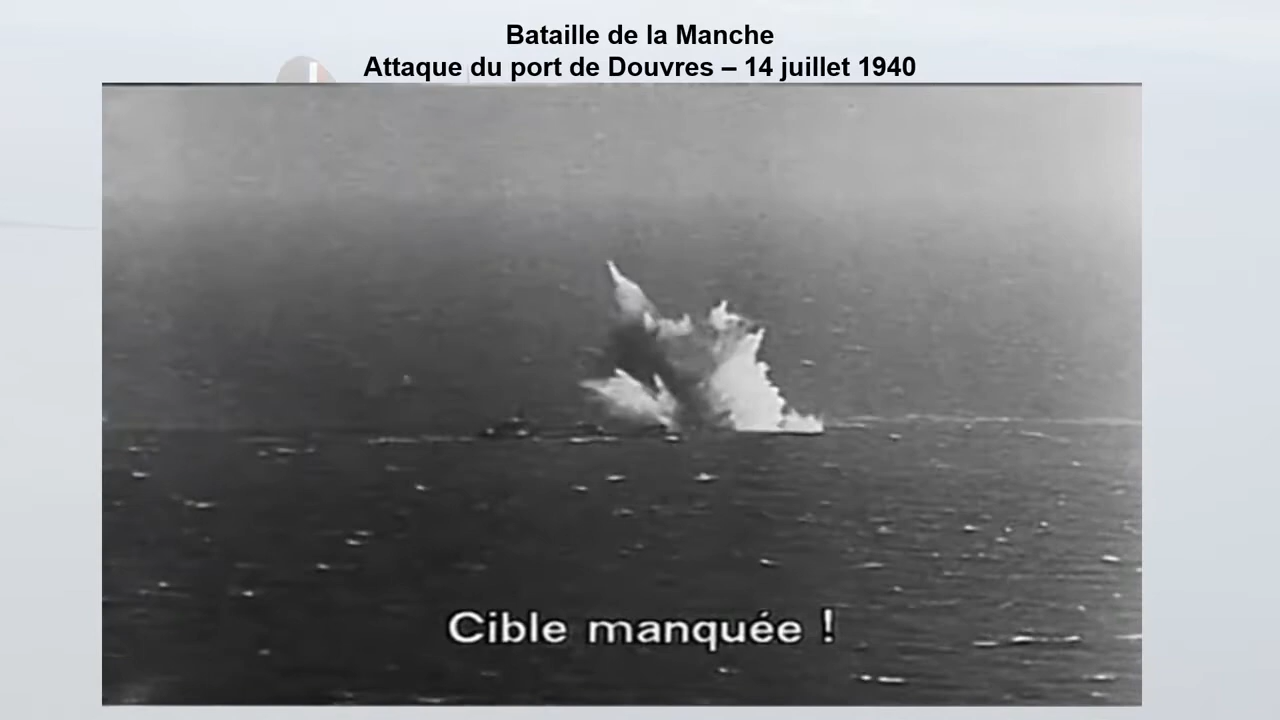 Bataille de la Manche
Attaque du port de Douvres – 14 juillet 1940
Cible manquée !